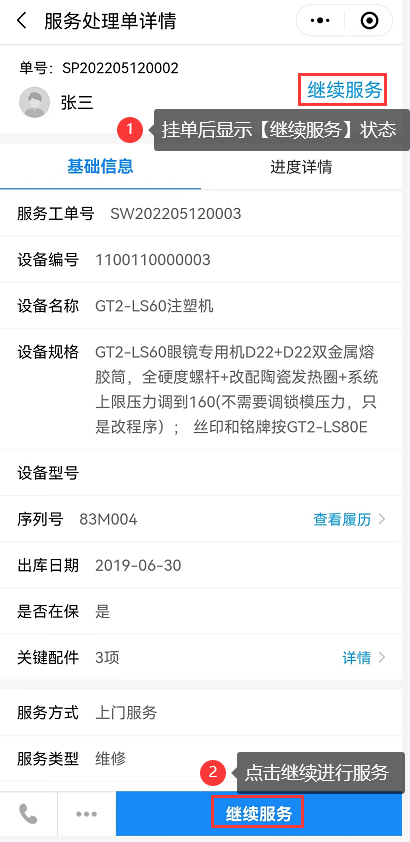 服务处理单详情
单号：SP202205120002
张三
继续服务
1 挂单后显示【继续服务】状态
基础信息 进度详情
服务工单号 SW202205120003
设备编号 1100110000003
设备名称 GT2-LS60注塑机
设备规格 GT2-LS60眼镜专用机D22+D22双金属熔
胶筒，全硬度螺杆+改配陶瓷发热圈+系统
上限压力调到160(不需要调锁模压力，只
是改程序）； 丝印和铭牌按GT2-LS80E
设备型号
序列号 83M004 查看履历
出库日期 2019-06-30
是否在保 是
关键配件 3项 详情
服务方式 上门服务
服务类型 维修
2 点击继续进行服务
继续服务